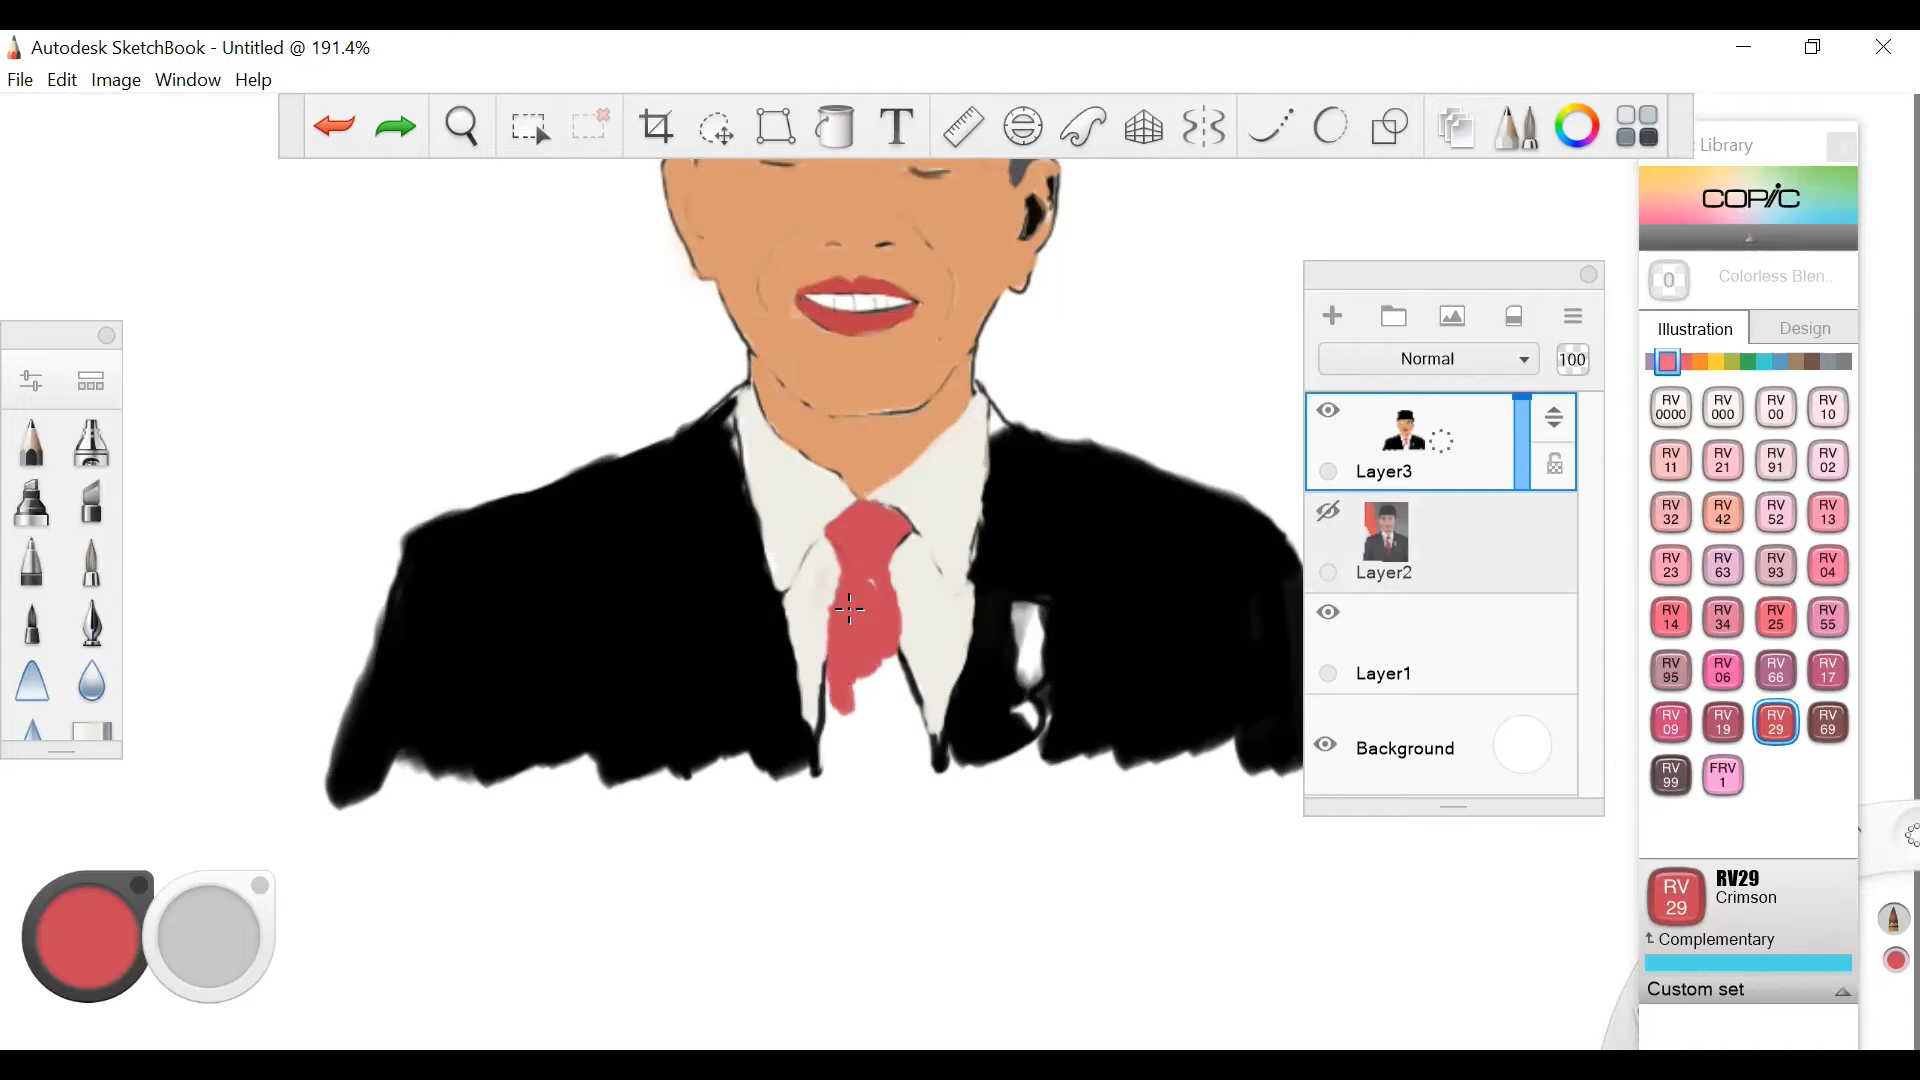 Autodesk SketchBook - Untitled @ 191.4%
File Edit Image Window Help
T
Library
COPIC
0 Colorless Blen..
Illustration Design
Normal 100
Layer3
Layer2
Layer1
Background
RV 0000 RV 000 RV 00 RV 10
RV 11 RV 21 RV 91 RV 02
RV 32 RV 42 RV 52 RV 13
RV 23 RV 63 RV 93 RV 04
RV 14 RV 34 RV 25 RV 55
RV 95 RV 06 RV 66 RV 17
RV 09 RV 19 RV 29 RV 69
RV 99 FRV 1
RV 29
RV29
Crimson
Complementary
Custom set